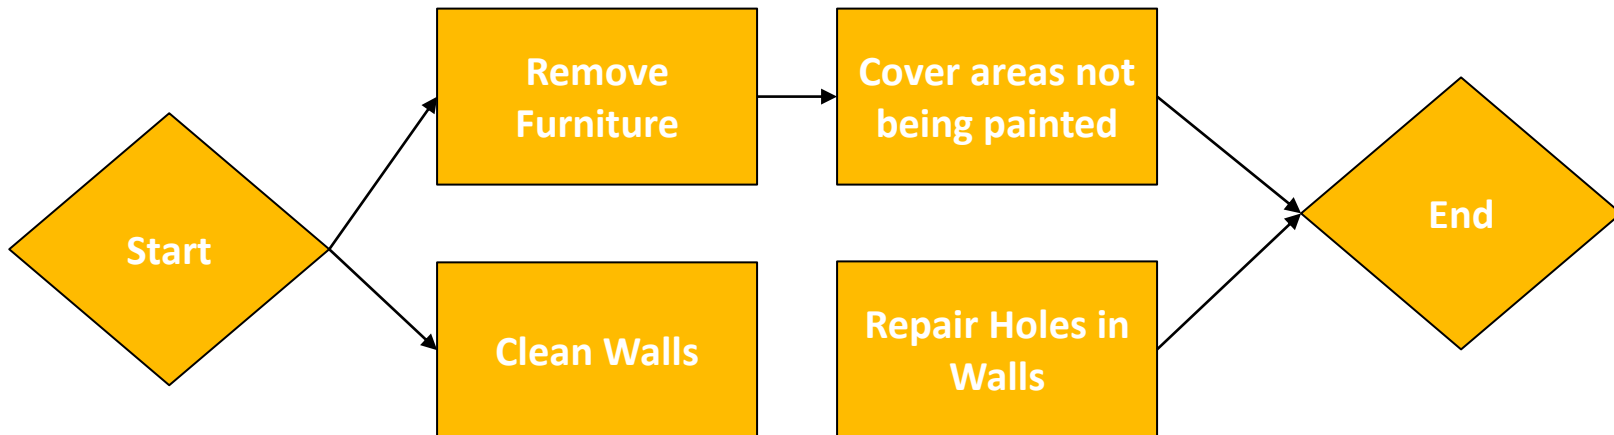 Start
Remove
Furniture
Cover areas not
being painted
Clean Walls
Repair Holes in
Walls
End